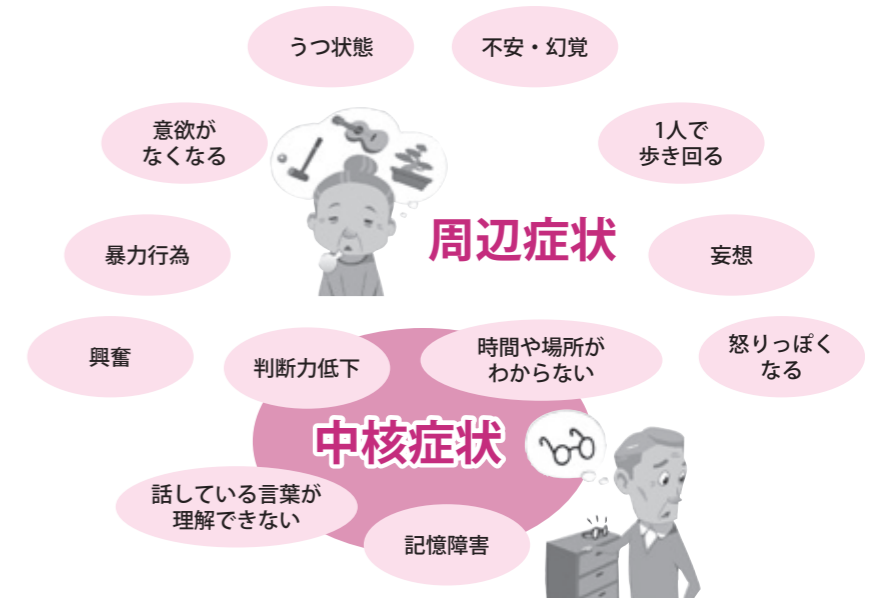 うつ状態
不安・幻覚
意欲が
なくなる
1人で
歩き回る
周辺症状
暴力行為
妄想
興奮
判断力低下
時間や場所が
わからない
怒りっぽく
なる
中核症状
話している言葉が
理解できない
記憶障害